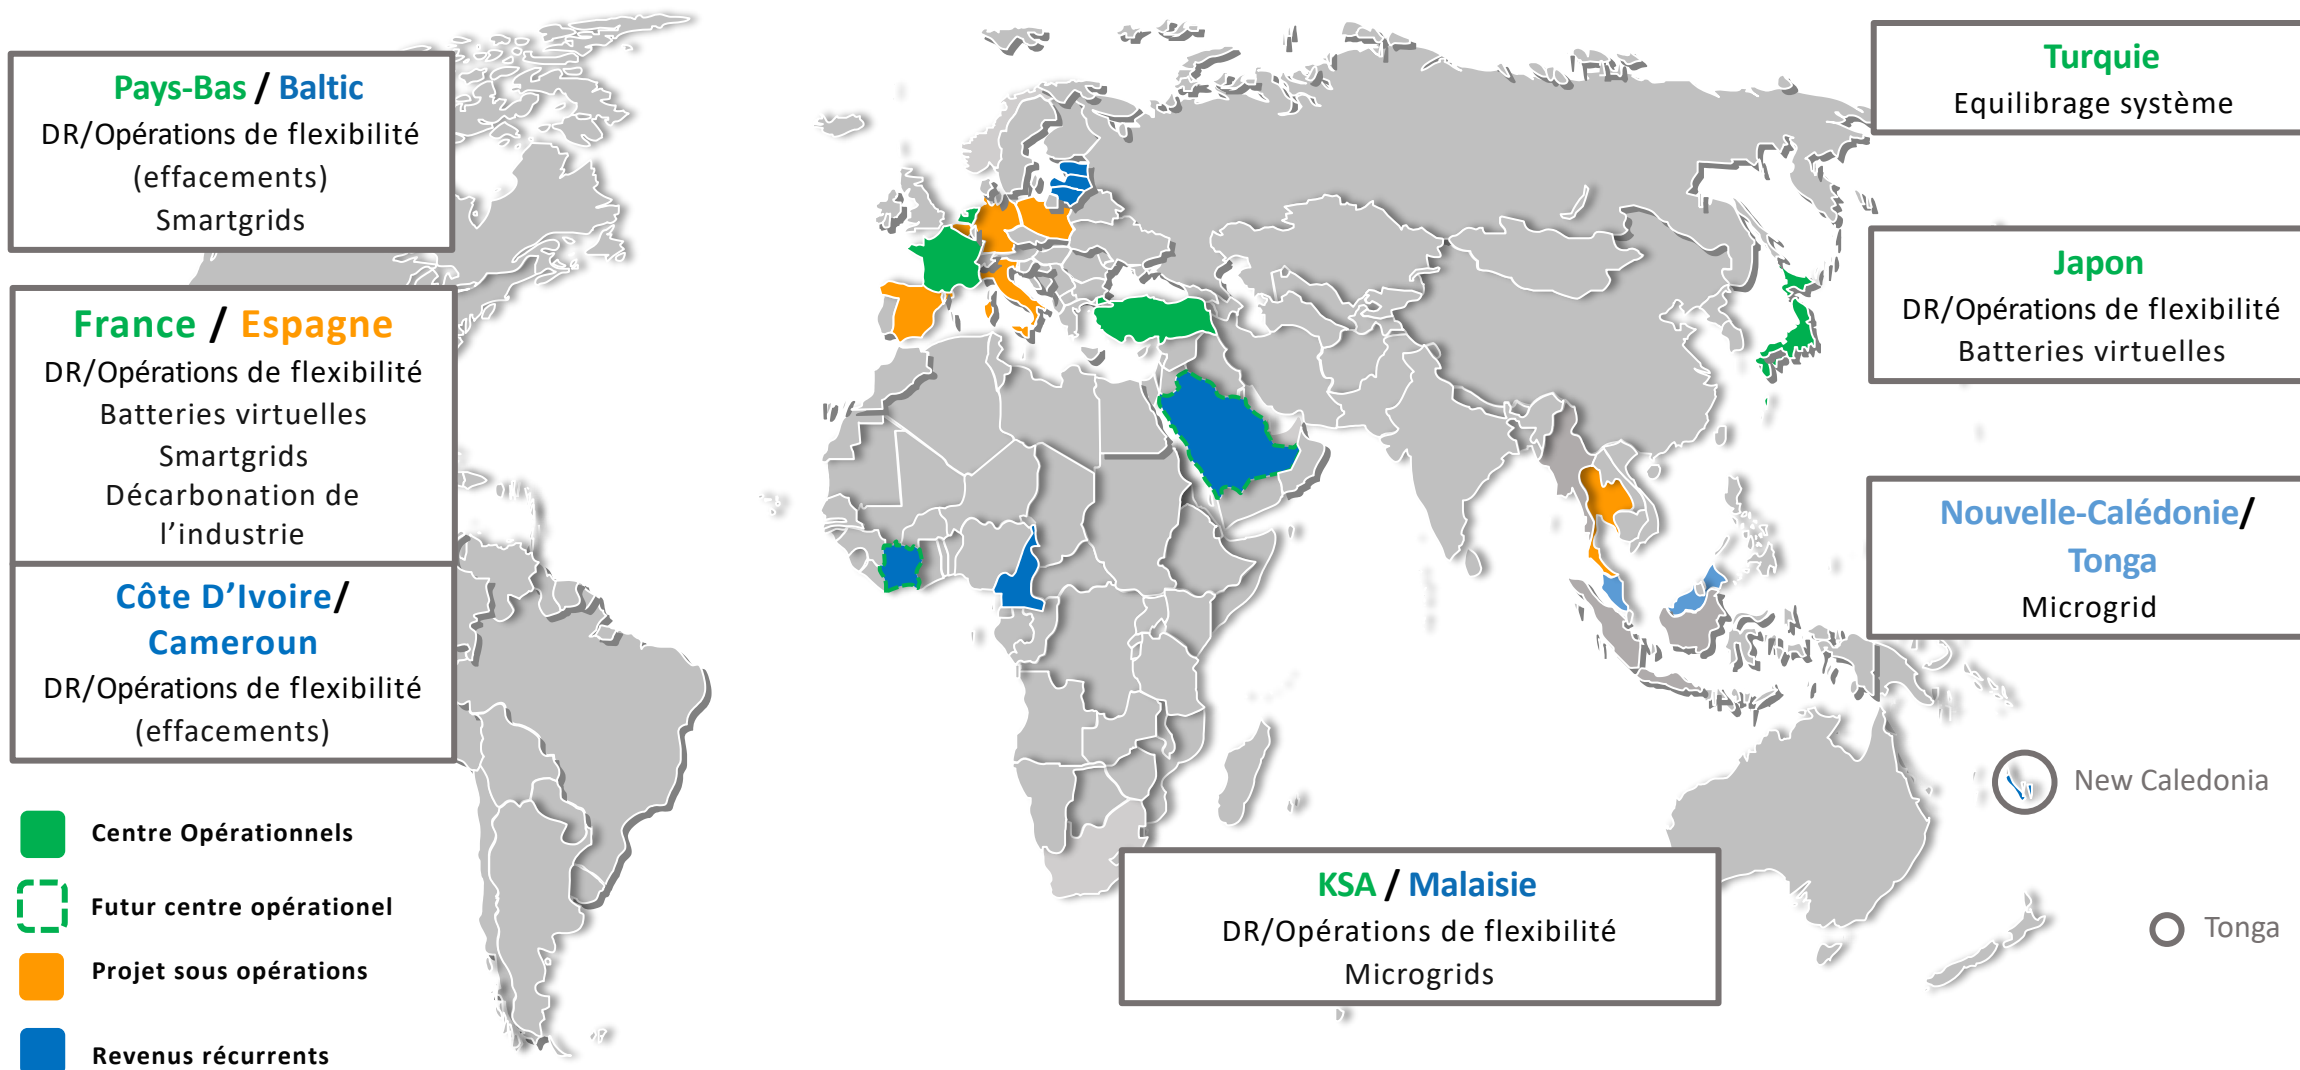 Pays-Bas / Baltic
DR/Opérations de flexibilité
(effacements)
Smartgrids
France / Espagne
DR/Opérations de flexibilité
Batteries virtuelles
Smartgrids
Décarbonation de
l’industrie
Côte D’Ivoire/
Cameroun
DR/Opérations de flexibilité
(effacements)
Centre Opérationnels
Futur centre opérationel
Projet sous opérations
Revenus récurrents
KSA / Malaisie
DR/Opérations de flexibilité
Microgrids
Turquie
Equilibrage système
Japon
DR/Opérations de flexibilité
Batteries virtuelles
Nouvelle-Calédonie/
Tonga
Microgrid
New Caledonia
Tonga